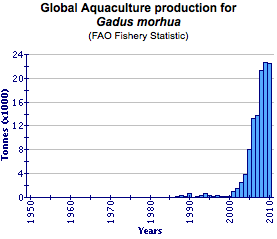 Global Aquaculture production for
Gadus morhua
(FAO Fishery Statistic)
Tonnes (x1000)
24
20
16
12
8
4
0
1950
1960
1970
1980
1990
2000
2010
Years